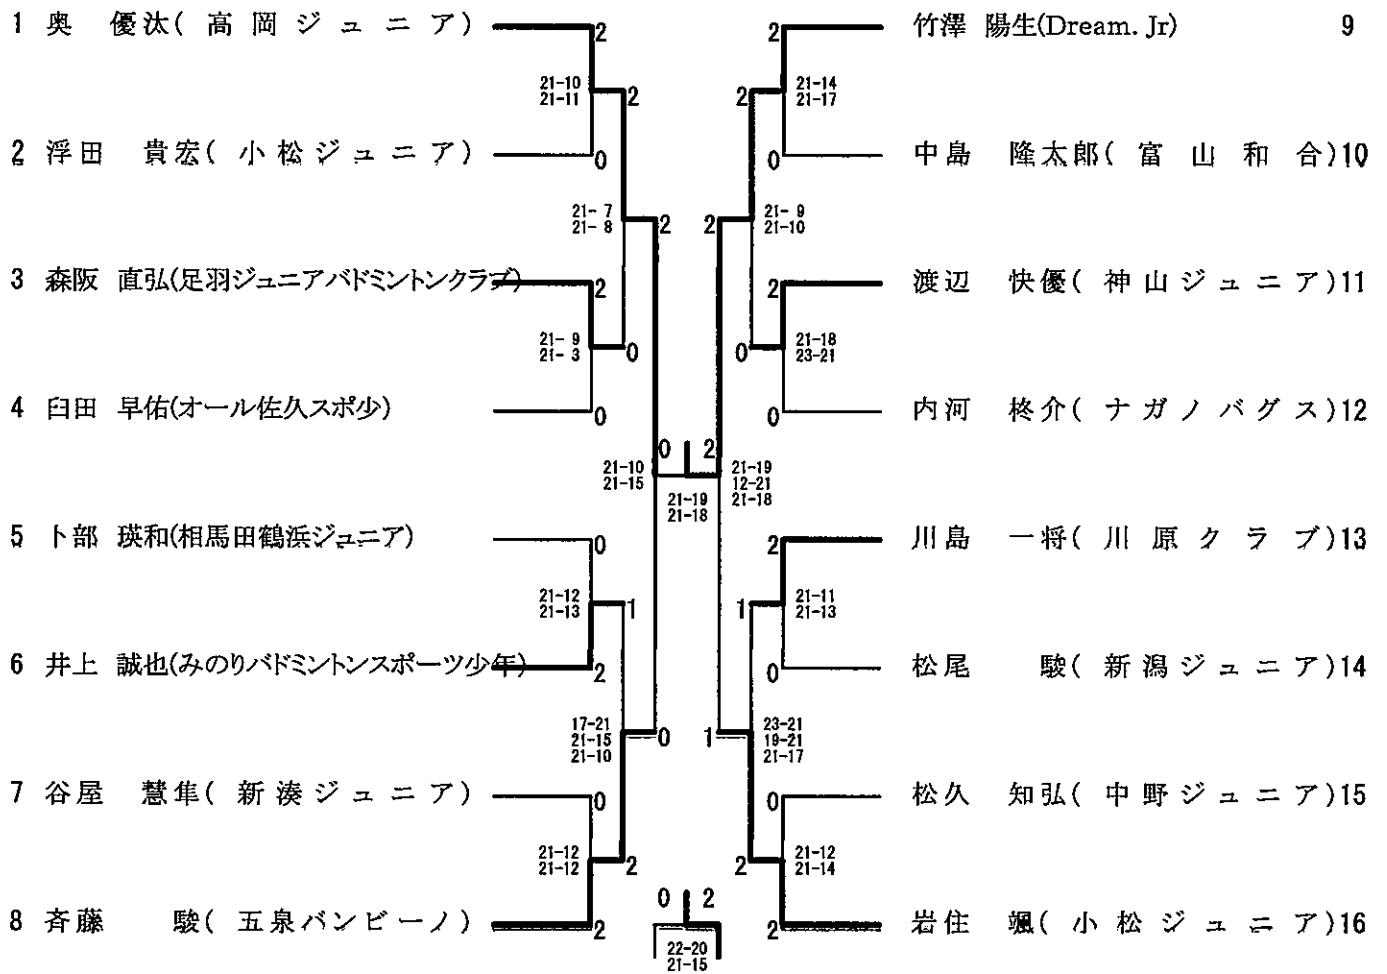 1 奥 優汰( 高岡ジュニア) 2 2 竹澤 陽生(Dream. Jr) 9
21-10 21-14
21-11 2 2 21-17
2 浮田 貴宏( 小松ジュニア) 0 0 中島 隆太郎( 富山和合)10
21- 7 21- 9
21- 8 2 2 21-10
3 森阪 直弘(足羽ジュニアバドミントンクラブ) 2 2 渡辺 快優( 神山ジュニア)11
21- 9 21-18
21- 3 0 0 23-21
4 臼田 早佑(オール佐久スポ少) 0 0 内河 柊介( ナガノバグス)12
0 2
21-10 21-19
21-15 12-21
21-19 21-18
21-18
5 卜部 瑛和(相馬田鶴浜ジュニア) 0 2 川島 一将( 川原クラブ)13
21-12 21-11
21-13 1 1 21-13
6 井上 誠也(みのりバドミントンスポーツ少年) 2 0 松尾 駿( 新潟ジュニア)14
17-21 23-21
21-15 0 1 19-21
21-10 21-17
7 谷屋 慧隼( 新湊ジュニア) 0 0 松久 知弘( 中野ジュニア)15
21-12 21-12
21-12 2 2 21-14
0 2
8 斉藤 駿( 五泉バンビーノ) 2 2 岩住 颯( 小松ジュニア)16
22-20
21-15